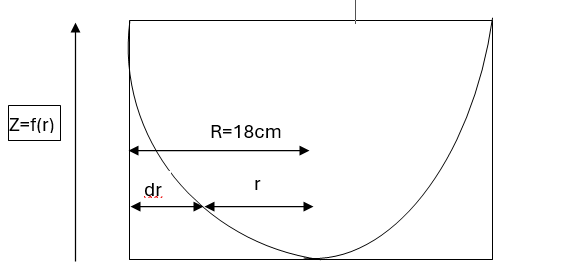 Z=f(r)
R=18cm
dr
r